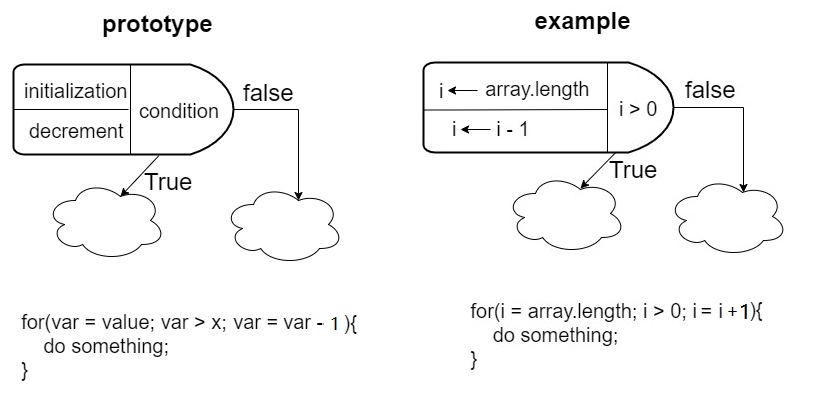 prototype
initialization
decrement
condition
false
True
for(var = value; var > x; var = var - 1 ){
do something;
}
example
i ← array.length
i ← i - 1
i > 0
false
True
for(i = array.length; i > 0; i = i +1){
do something;
}